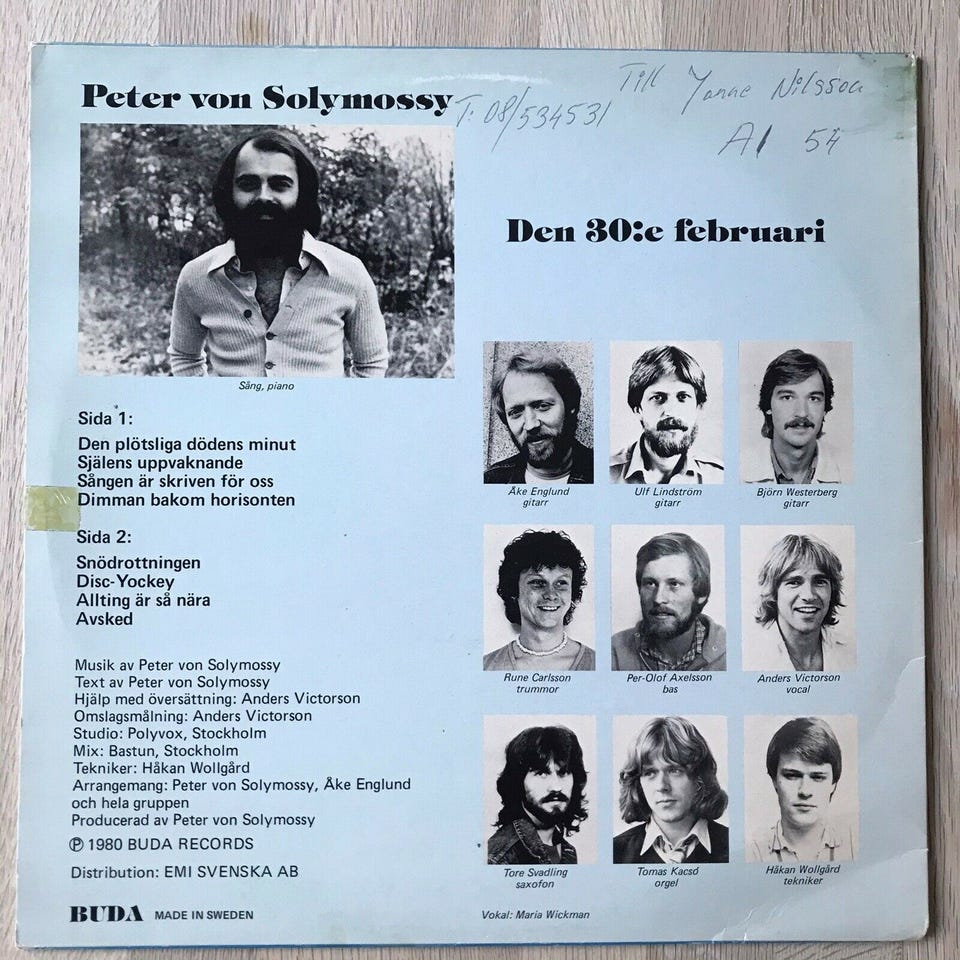 Peter von Solymossy
T: 08/534531
Till Janne Nilsson
A1 54
Den 30:e februari
Sång, piano
Sida 1:
Den plötsliga dödens minut
Själens uppvaknande
Sången är skriven för oss
Dimman bakom horisonten
Sida 2:
Snödrottningen
Disc-Yockey
Allting är så nära
Avsked
Musik av Peter von Solymossy
Text av Peter von Solymossy
Hjälp med översättning: Anders Victorson
Omslagsmålning: Anders Victorson
Studio: Polyvox, Stockholm
Mix: Bastun, Stockholm
Tekniker: Håkan Wollgård
Arrangemang: Peter von Solymossy, Åke Englund
och hela gruppen
Producerad av Peter von Solymossy
Ⓟ 1980 BUDA RECORDS
Distribution: EMI SVENSKA AB
BUDA MADE IN SWEDEN
Åke Englund
gitarr
Ulf Lindström
gitarr
Björn Westerberg
gitarr
Rune Carlsson
trummor
Per-Olof Axelsson
bas
Anders Victorson
vocal
Tore Svadling
saxofon
Tomas Kacsó
orgel
Håkan Wollgård
tekniker
Vokal: Maria Wickman